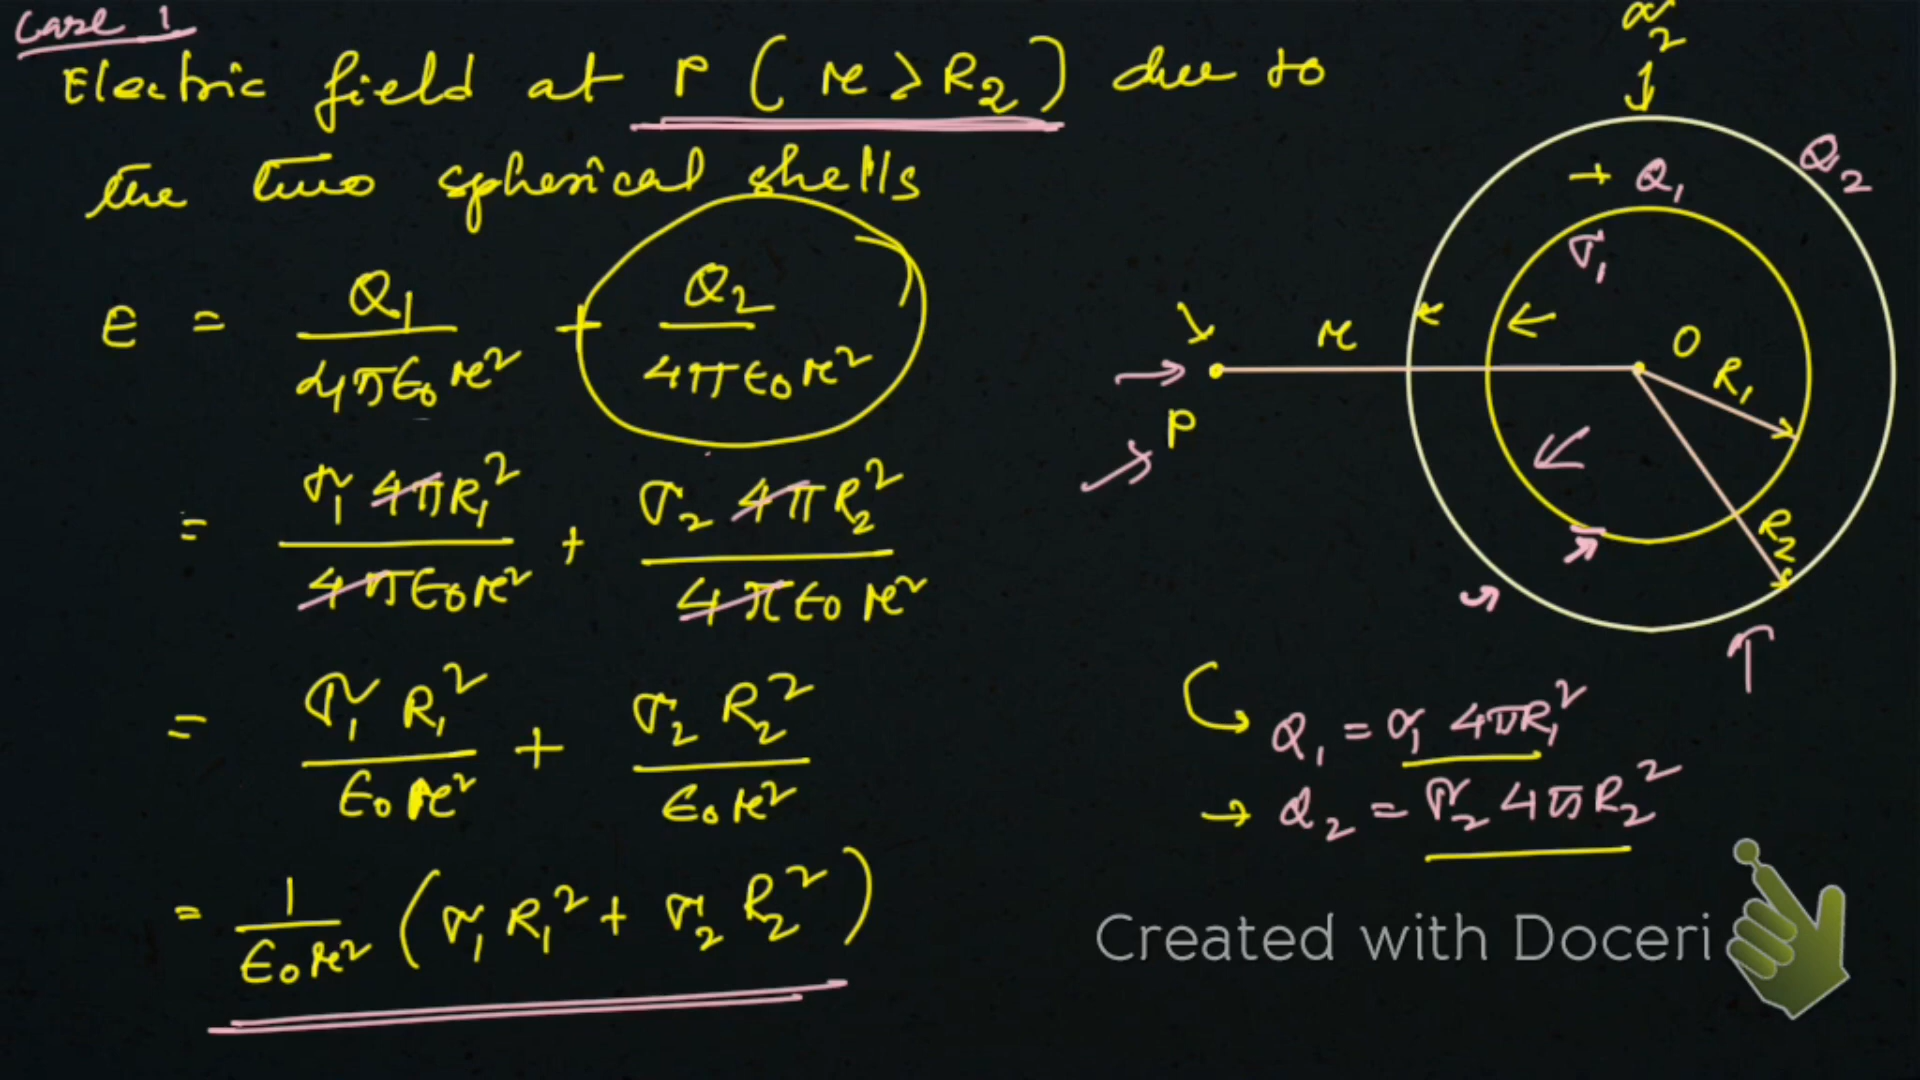 Case 1
Electric field at P ( r > R₂ ) due to
the two spherical shells
E = Q₁/4πε₀r² + Q₂/4πε₀r²
= σ₁ 4πR₁²/4πε₀r² + σ₂ 4πR₂²/4πε₀r²
= σ₁ R₁²/ε₀r² + σ₂ R₂²/ε₀r²
= 1/ε₀r² ( σ₁ R₁² + σ₂ R₂² )
σ₂
Q₂
+ Q₁
σ₁
r
O
R₁
P
R₂
Q₁ = σ₁ 4πR₁²
→ Q₂ = σ₂ 4πR₂²
Created with Doceri